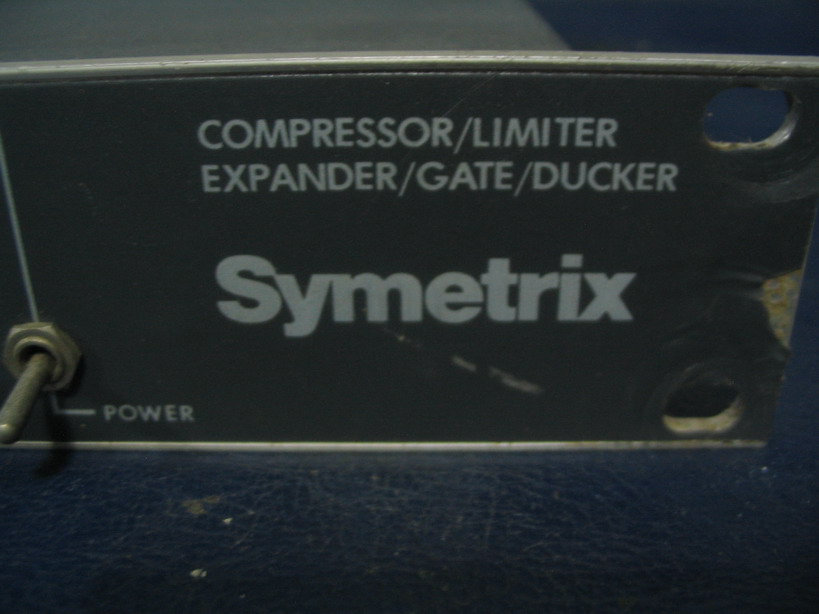 COMPRESSOR/LIMITER
EXPANDER/GATE/DUCKER
Symetrix
POWER